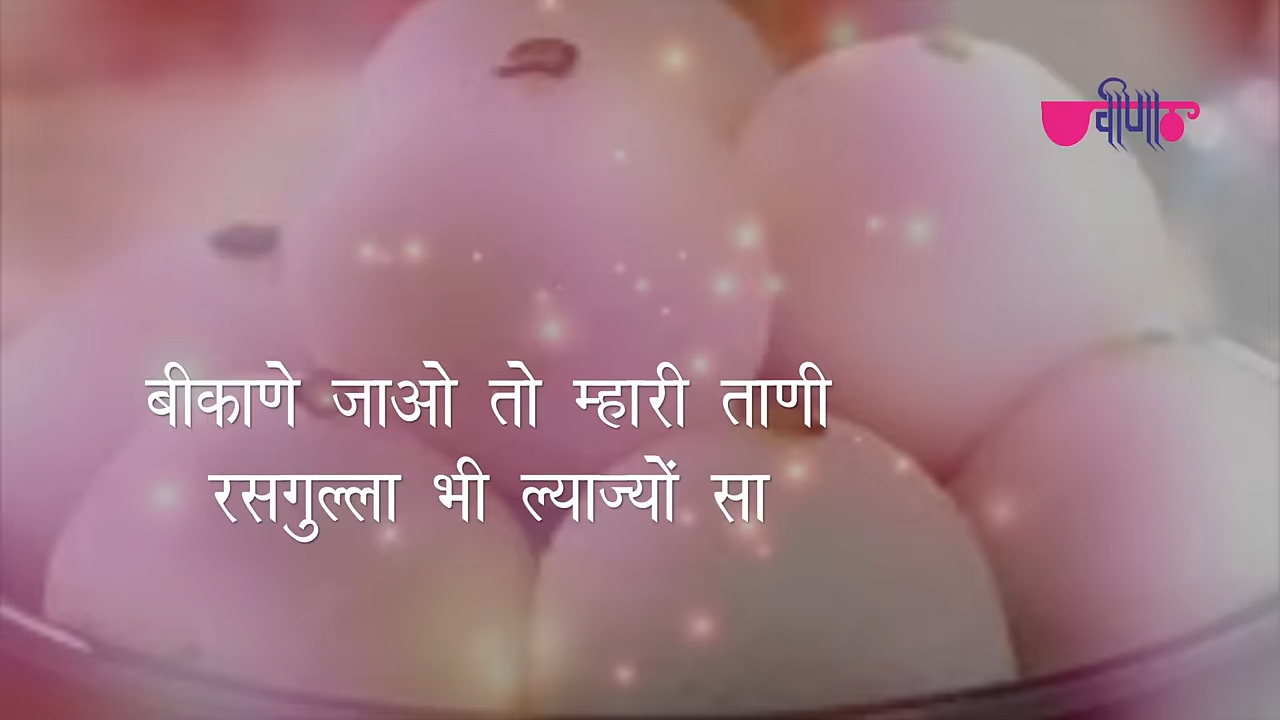 वीणा
बीकाणे जाओ तो म्हारी ताणी
रसगुल्ला भी ल्याज्यों सा